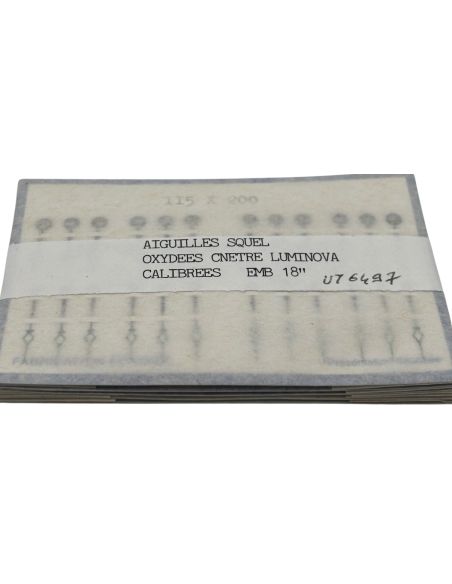 115 X 200
AIGUILLES SQUEL
OXYDEES CNETRE LUMINOVA
CALIBREES EMB 18"
UT6497